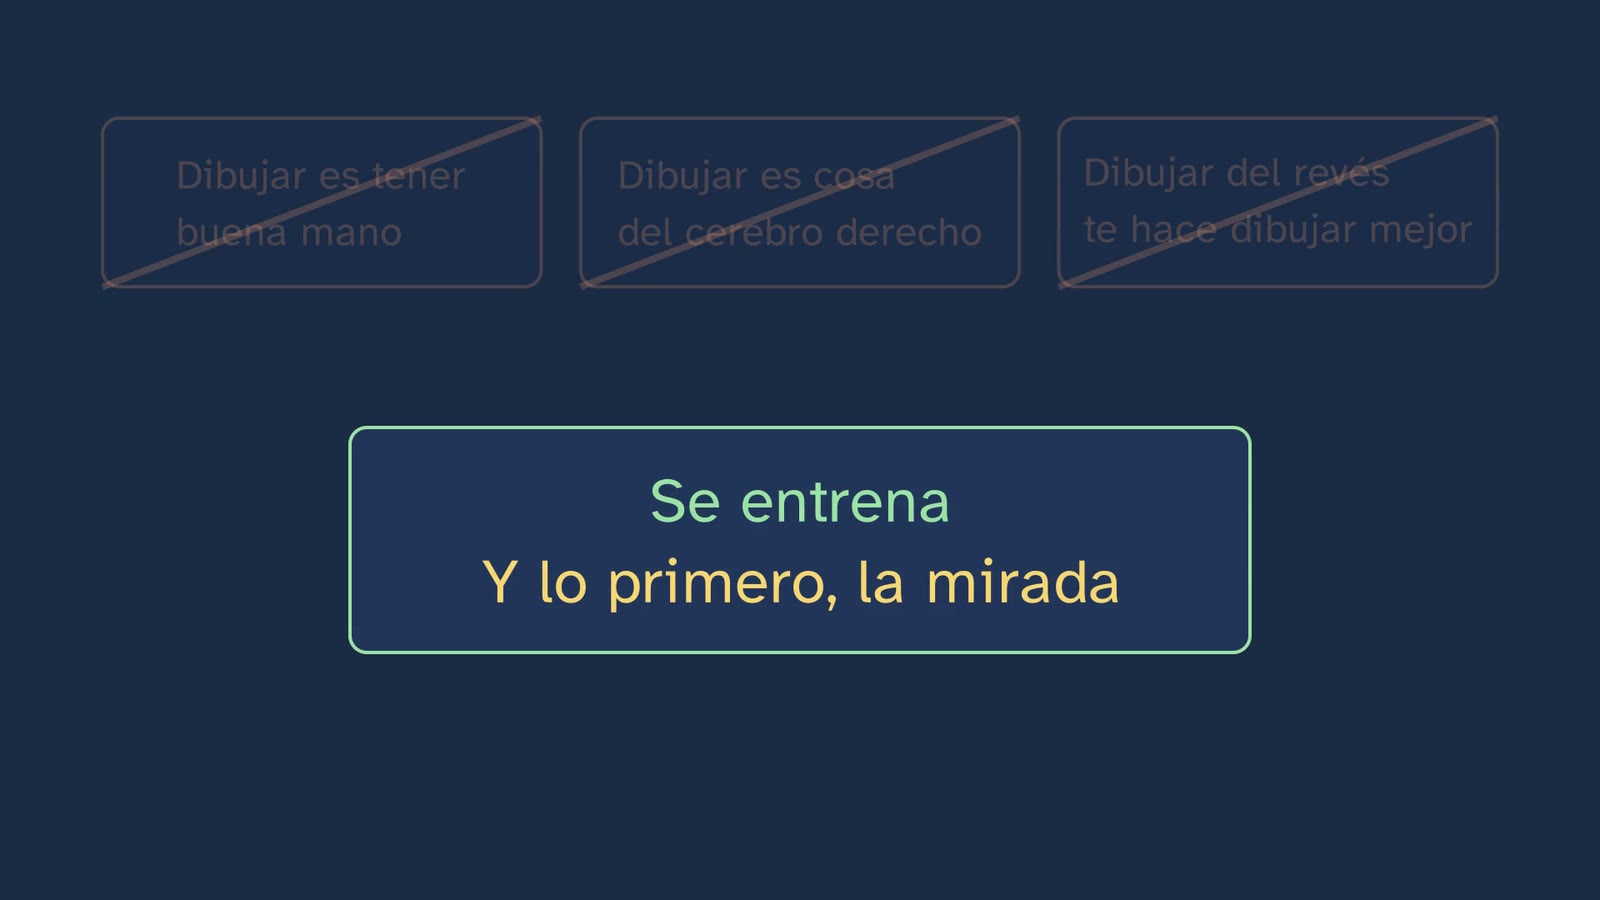 Dibujar es tener
buena mano
Dibujar es cosa
del cerebro derecho
Dibujar del revés
te hace dibujar mejor
Se entrena
Y lo primero, la mirada